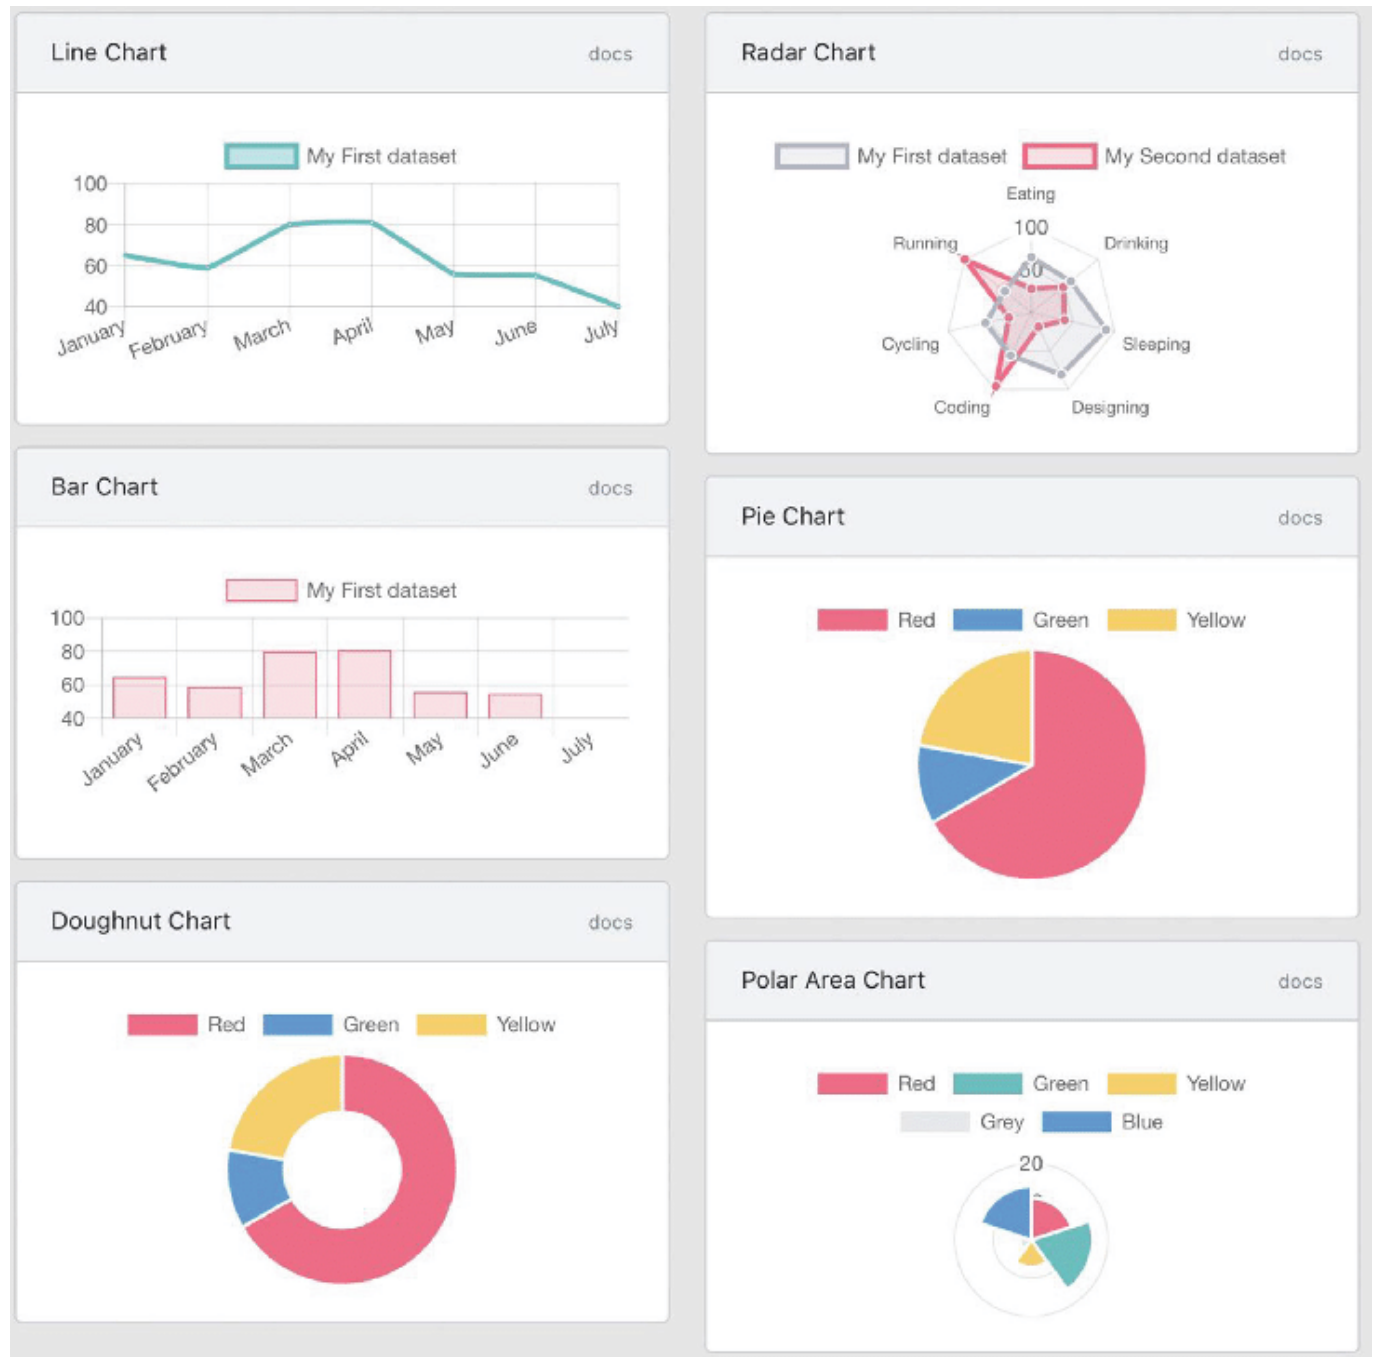 Line Chart docs
My First dataset
100
80
60
40
January February March April May June July
Bar Chart docs
My First dataset
100
80
60
40
January February March April May June July
Doughnut Chart docs
Red Green Yellow
Radar Chart docs
My First dataset My Second dataset
Eating
100
Running Drinking
50
Cycling Sleeping
Coding Designing
Pie Chart docs
Red Green Yellow
Polar Area Chart docs
Red Green Yellow
Grey Blue
20